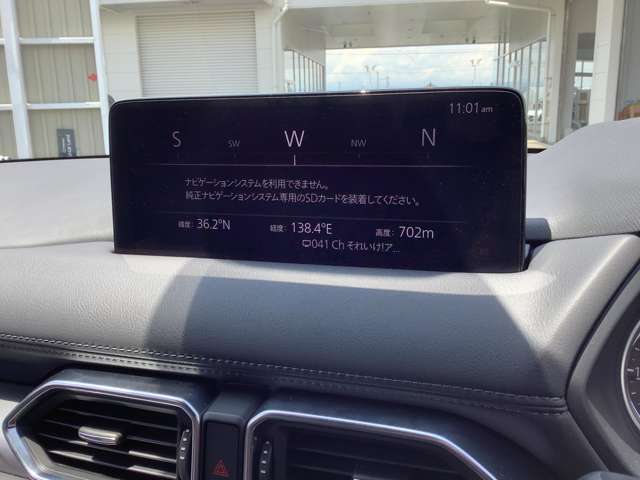 11:01am
S SW W NW N
ナビゲーションシステムを利用できません。
純正ナビゲーションシステム専用のSDカードを装着してください。
緯度: 36.2°N 経度: 138.4°E 高度: 702m
041 Ch それいけ!ア...